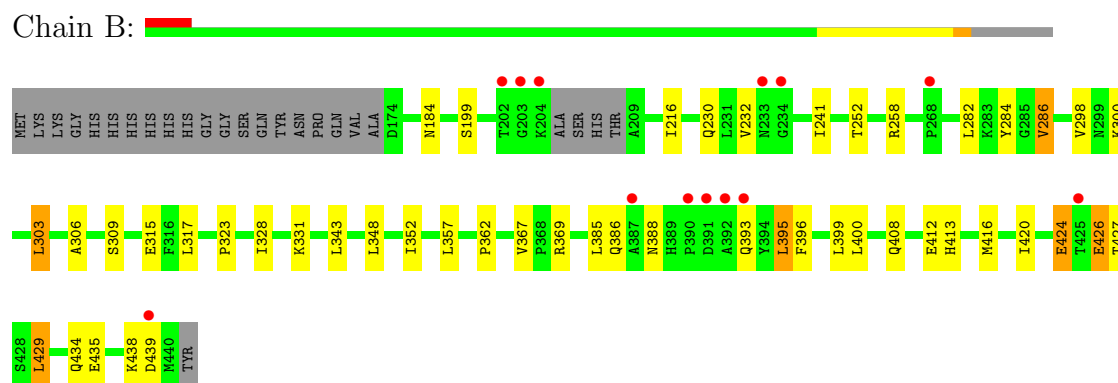 Chain B:
MET LYS LYS GLY HIS HIS HIS HIS HIS HIS GLY GLY SER GLN TYR ASN PRO GLN VAL ALA D174 N184 S199 T202 G203 K204 ALA SER HIS THR A209 I216 Q230 L231 V232 N233 G234 I241 T252 R258 P268 L282 K283 Y284 G285 V286 V298 N299 K300
L303 A306 S309 E315 F316 L317 P323 I328 K331 L343 L348 I352 L357 P362 V367 P368 R369 L385 Q386 A387 N388 H389 P390 D391 A392 Q393 Y394 L395 F396 L399 L400 Q408 E412 H413 M416 I420 E424 T425 E426 T427
S428 L429 Q434 E435 K438 D439 M440 TYR